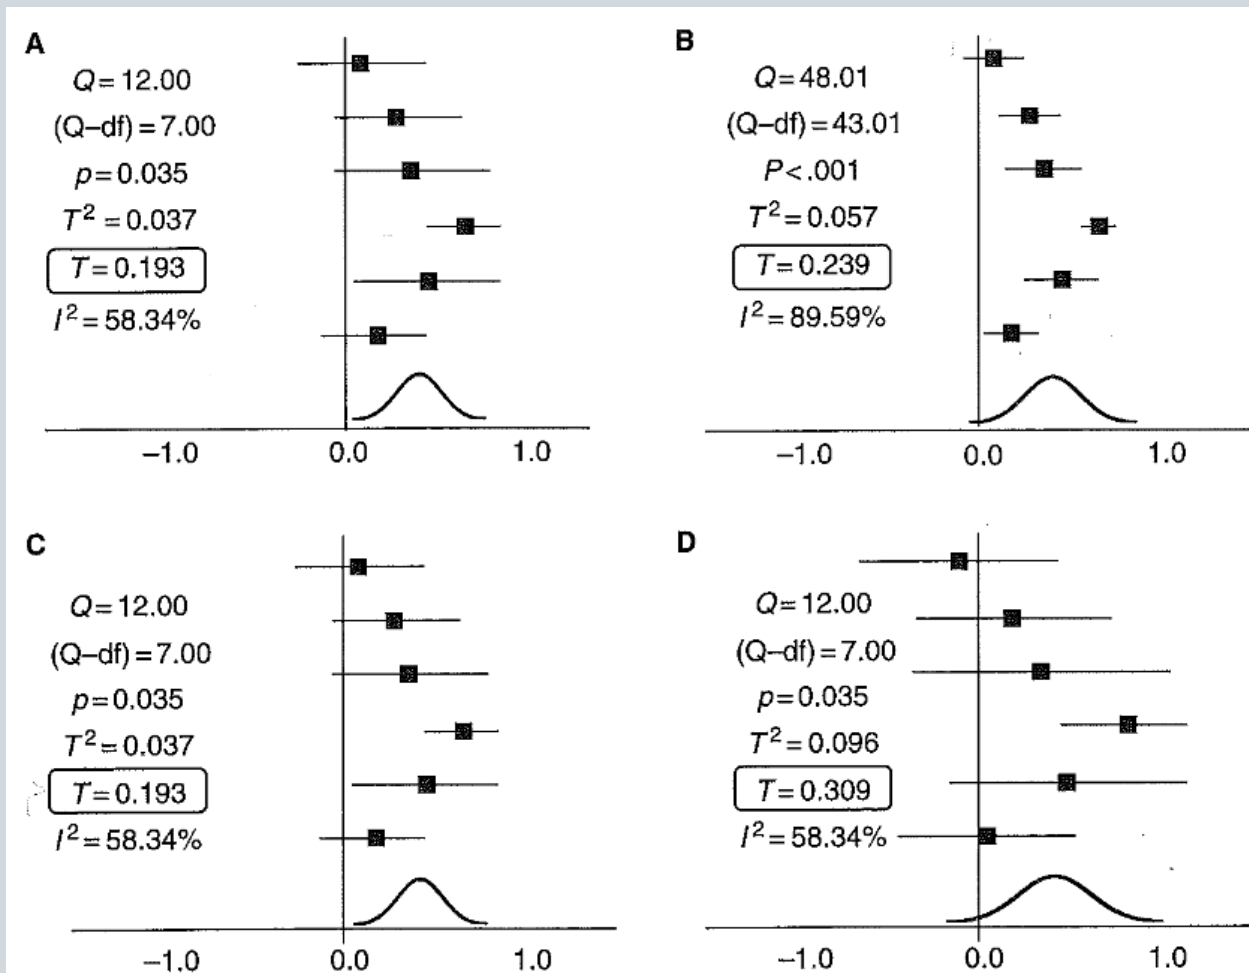 A
Q= 12.00
(Q–df) = 7.00
p= 0.035
T² = 0.037
T= 0.193
I² = 58.34%
–1.0 0.0 1.0
B
Q= 48.01
(Q–df) = 43.01
P< .001
T² = 0.057
T= 0.239
I² = 89.59%
–1.0 0.0 1.0
C
Q= 12.00
(Q–df) = 7.00
p= 0.035
T² = 0.037
T= 0.193
I² = 58.34%
–1.0 0.0 1.0
D
Q= 12.00
(Q–df) = 7.00
p= 0.035
T² = 0.096
T= 0.309
I² = 58.34%
–1.0 0.0 1.0